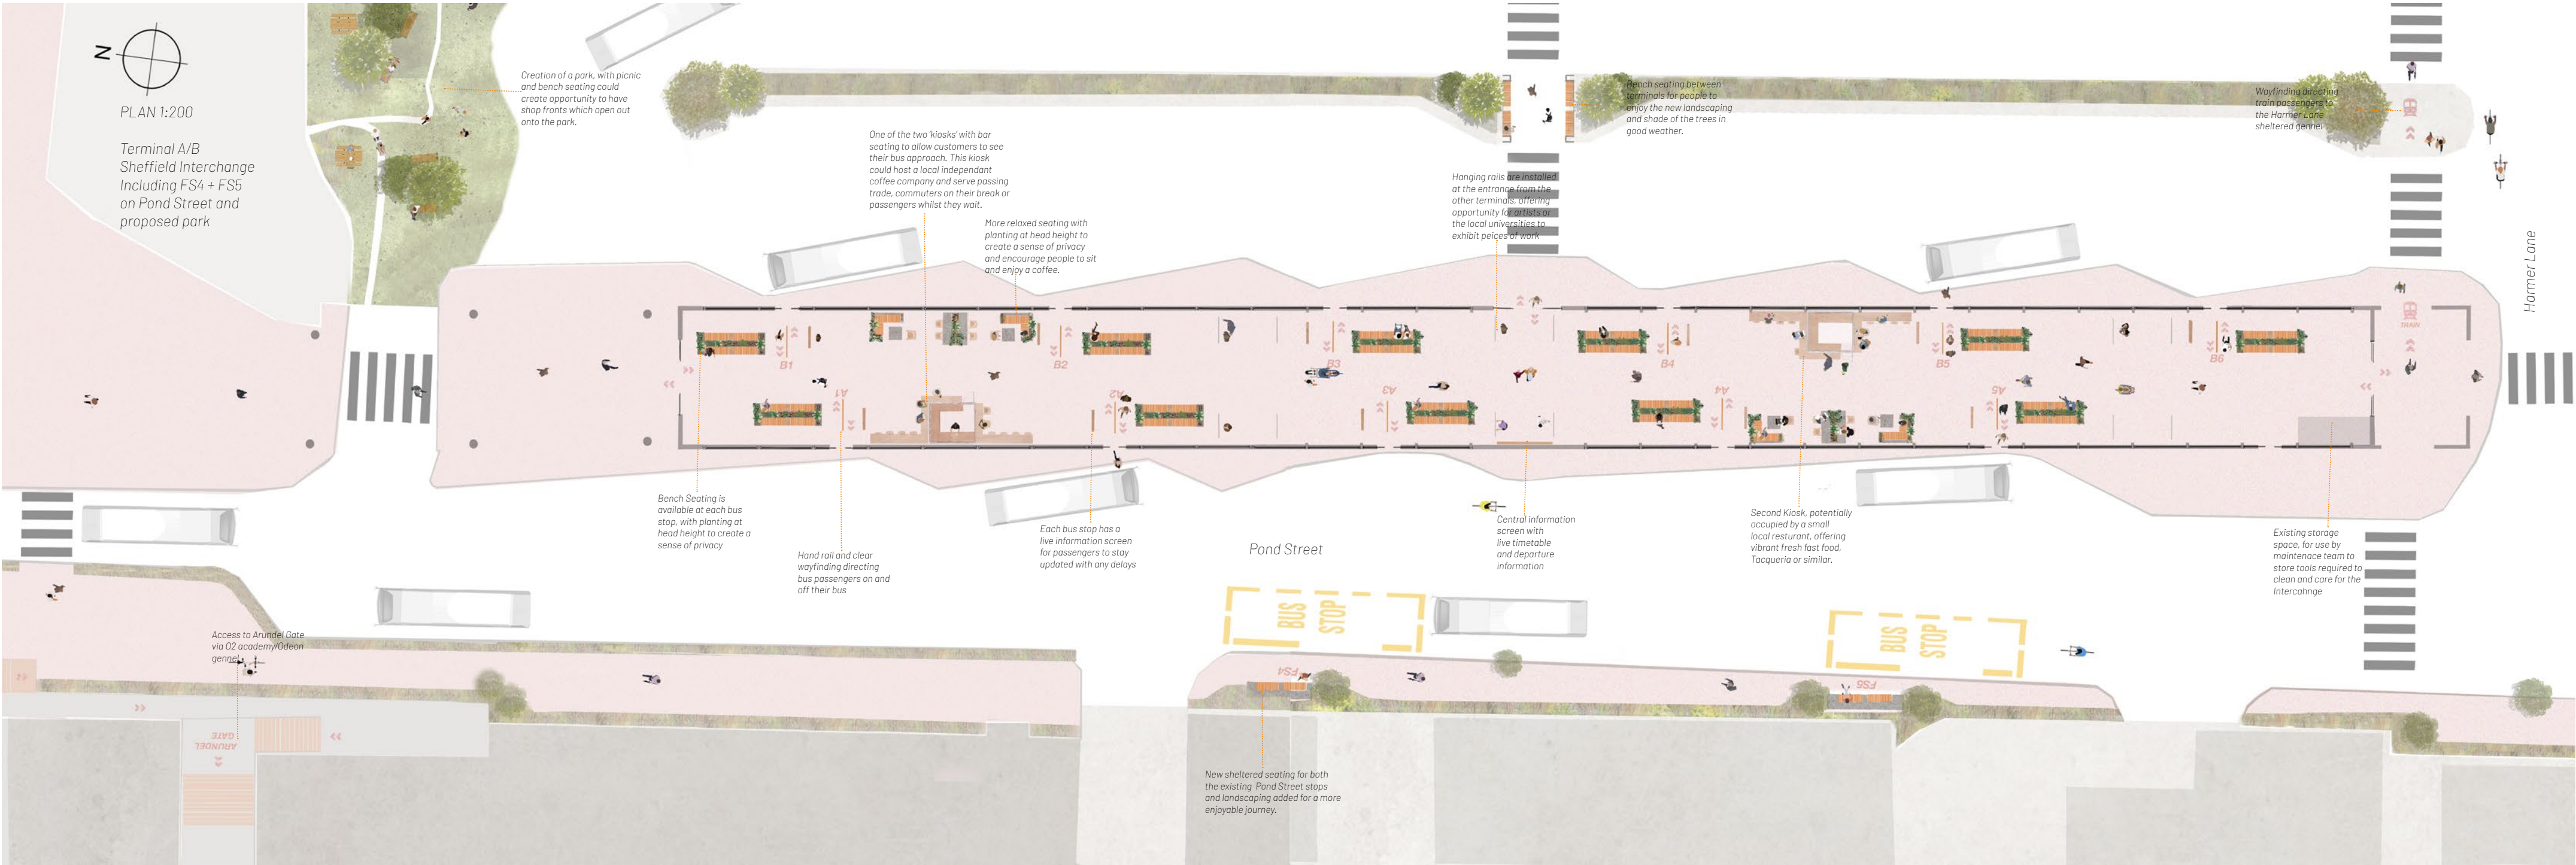 N
PLAN 1:200
Terminal A/B
Sheffield Interchange
Including FS4 + FS5
on Pond Street and
proposed park
Creation of a park, with picnic
and bench seating could
create opportunity to have
shop fronts which open out
onto the park.
One of the two 'kiosks' with bar
seating to allow customers to see
their bus approach. This kiosk
could host a local independant
coffee company and serve passing
trade, commuters on their break or
passengers whilst they wait.
More relaxed seating with
planting at head height to
create a sense of privacy
and encourage people to sit
and enjoy a coffee.
Hanging rails are installed
at the entrance from the
other terminals, offering
opportunity for artists or
the local universities to
exhibit peices of work
Bench seating between
terminals for people to
enjoy the new landscaping
and shade of the trees in
good weather.
Wayfinding directing
train passengers to
the Harmer Lane
sheltered gennel
Harmer Lane
TRAIN
B1
B2
B3
B4
B5
B6
A1
A2
A3
A4
A5
Bench Seating is
available at each bus
stop, with planting at
head height to create a
sense of privacy
Hand rail and clear
wayfinding directing
bus passengers on and
off their bus
Each bus stop has a
live information screen
for passengers to stay
updated with any delays
Pond Street
Central information
screen with
live timetable
and departure
information
Second Kiosk, potentially
occupied by a small
local resturant, offering
vibrant fresh fast food,
Tacqueria or similar.
Existing storage
space, for use by
maintenace team to
store tools required to
clean and care for the
Intercahnge
BUS
STOP
BUS
STOP
FS4
FS5
Access to Arundel Gate
via O2 academy/Odeon
gennel
ARUNDEL
GATE
New sheltered seating for both
the existing Pond Street stops
and landscaping added for a more
enjoyable journey.